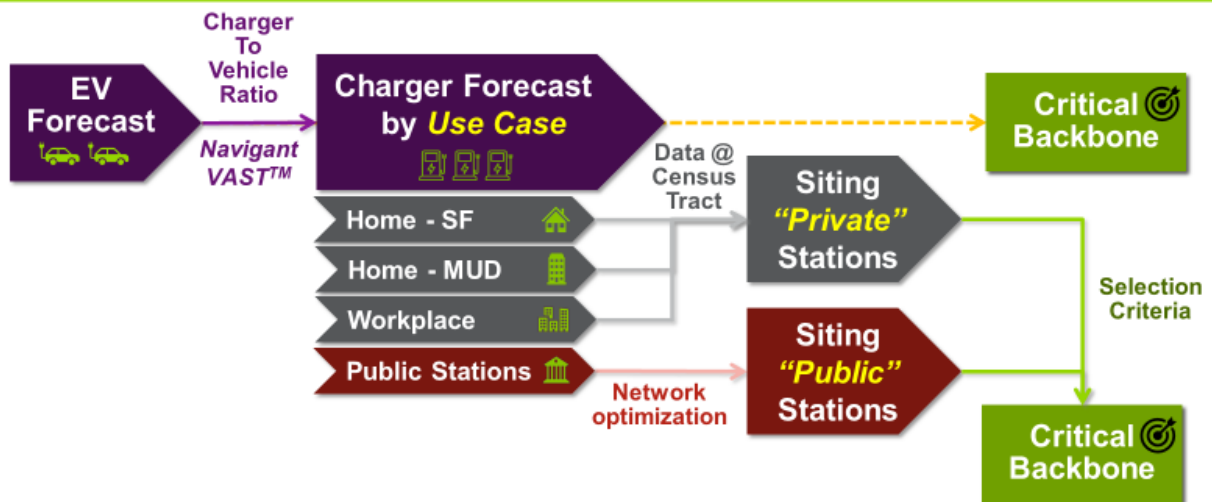 EV
Forecast
Charger
To
Vehicle
Ratio
Navigant
VAST™
Charger Forecast
by Use Case
Home - SF
Home - MUD
Workplace
Public Stations
Data @
Census
Tract
Network
optimization
Siting
“Private”
Stations
Siting
“Public”
Stations
Critical
Backbone
Selection
Criteria
Critical
Backbone